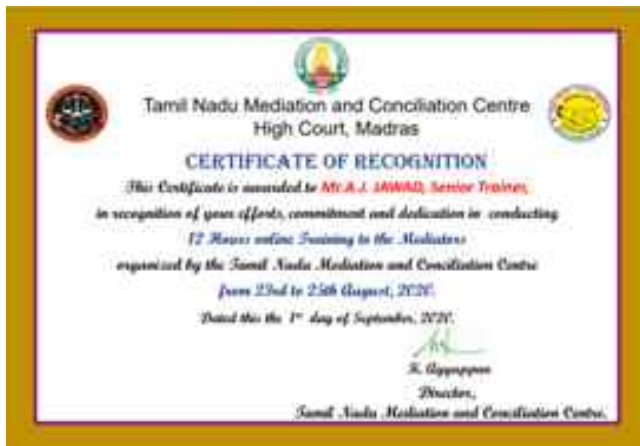 Tamil Nadu Mediation and Conciliation Centre
High Court, Madras
CERTIFICATE OF RECOGNITION
This Certificate is awarded to Mr.A.J. JAWAD, Senior Trainer,
in recognition of your efforts, commitment and dedication in conducting
12 Hours online Training to the Mediators
organized by the Tamil Nadu Mediation and Conciliation Centre
from 23rd to 25th August, 2020.
Dated this the 1st day of September, 2020.
K. Ayyappan
Director,
Tamil Nadu Mediation and Conciliation Centre.